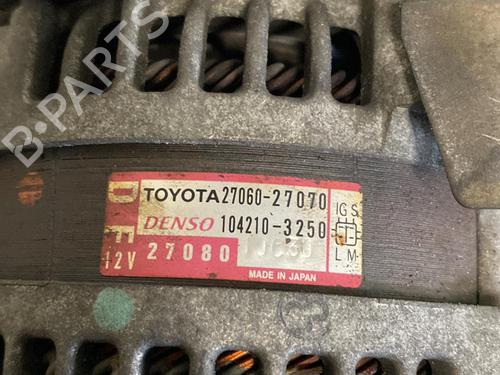 B-PARTS
TOYOTA 27060-27070
DENSO 104210-3250
IG S
L M
D E
12V 27080
MADE IN JAPAN